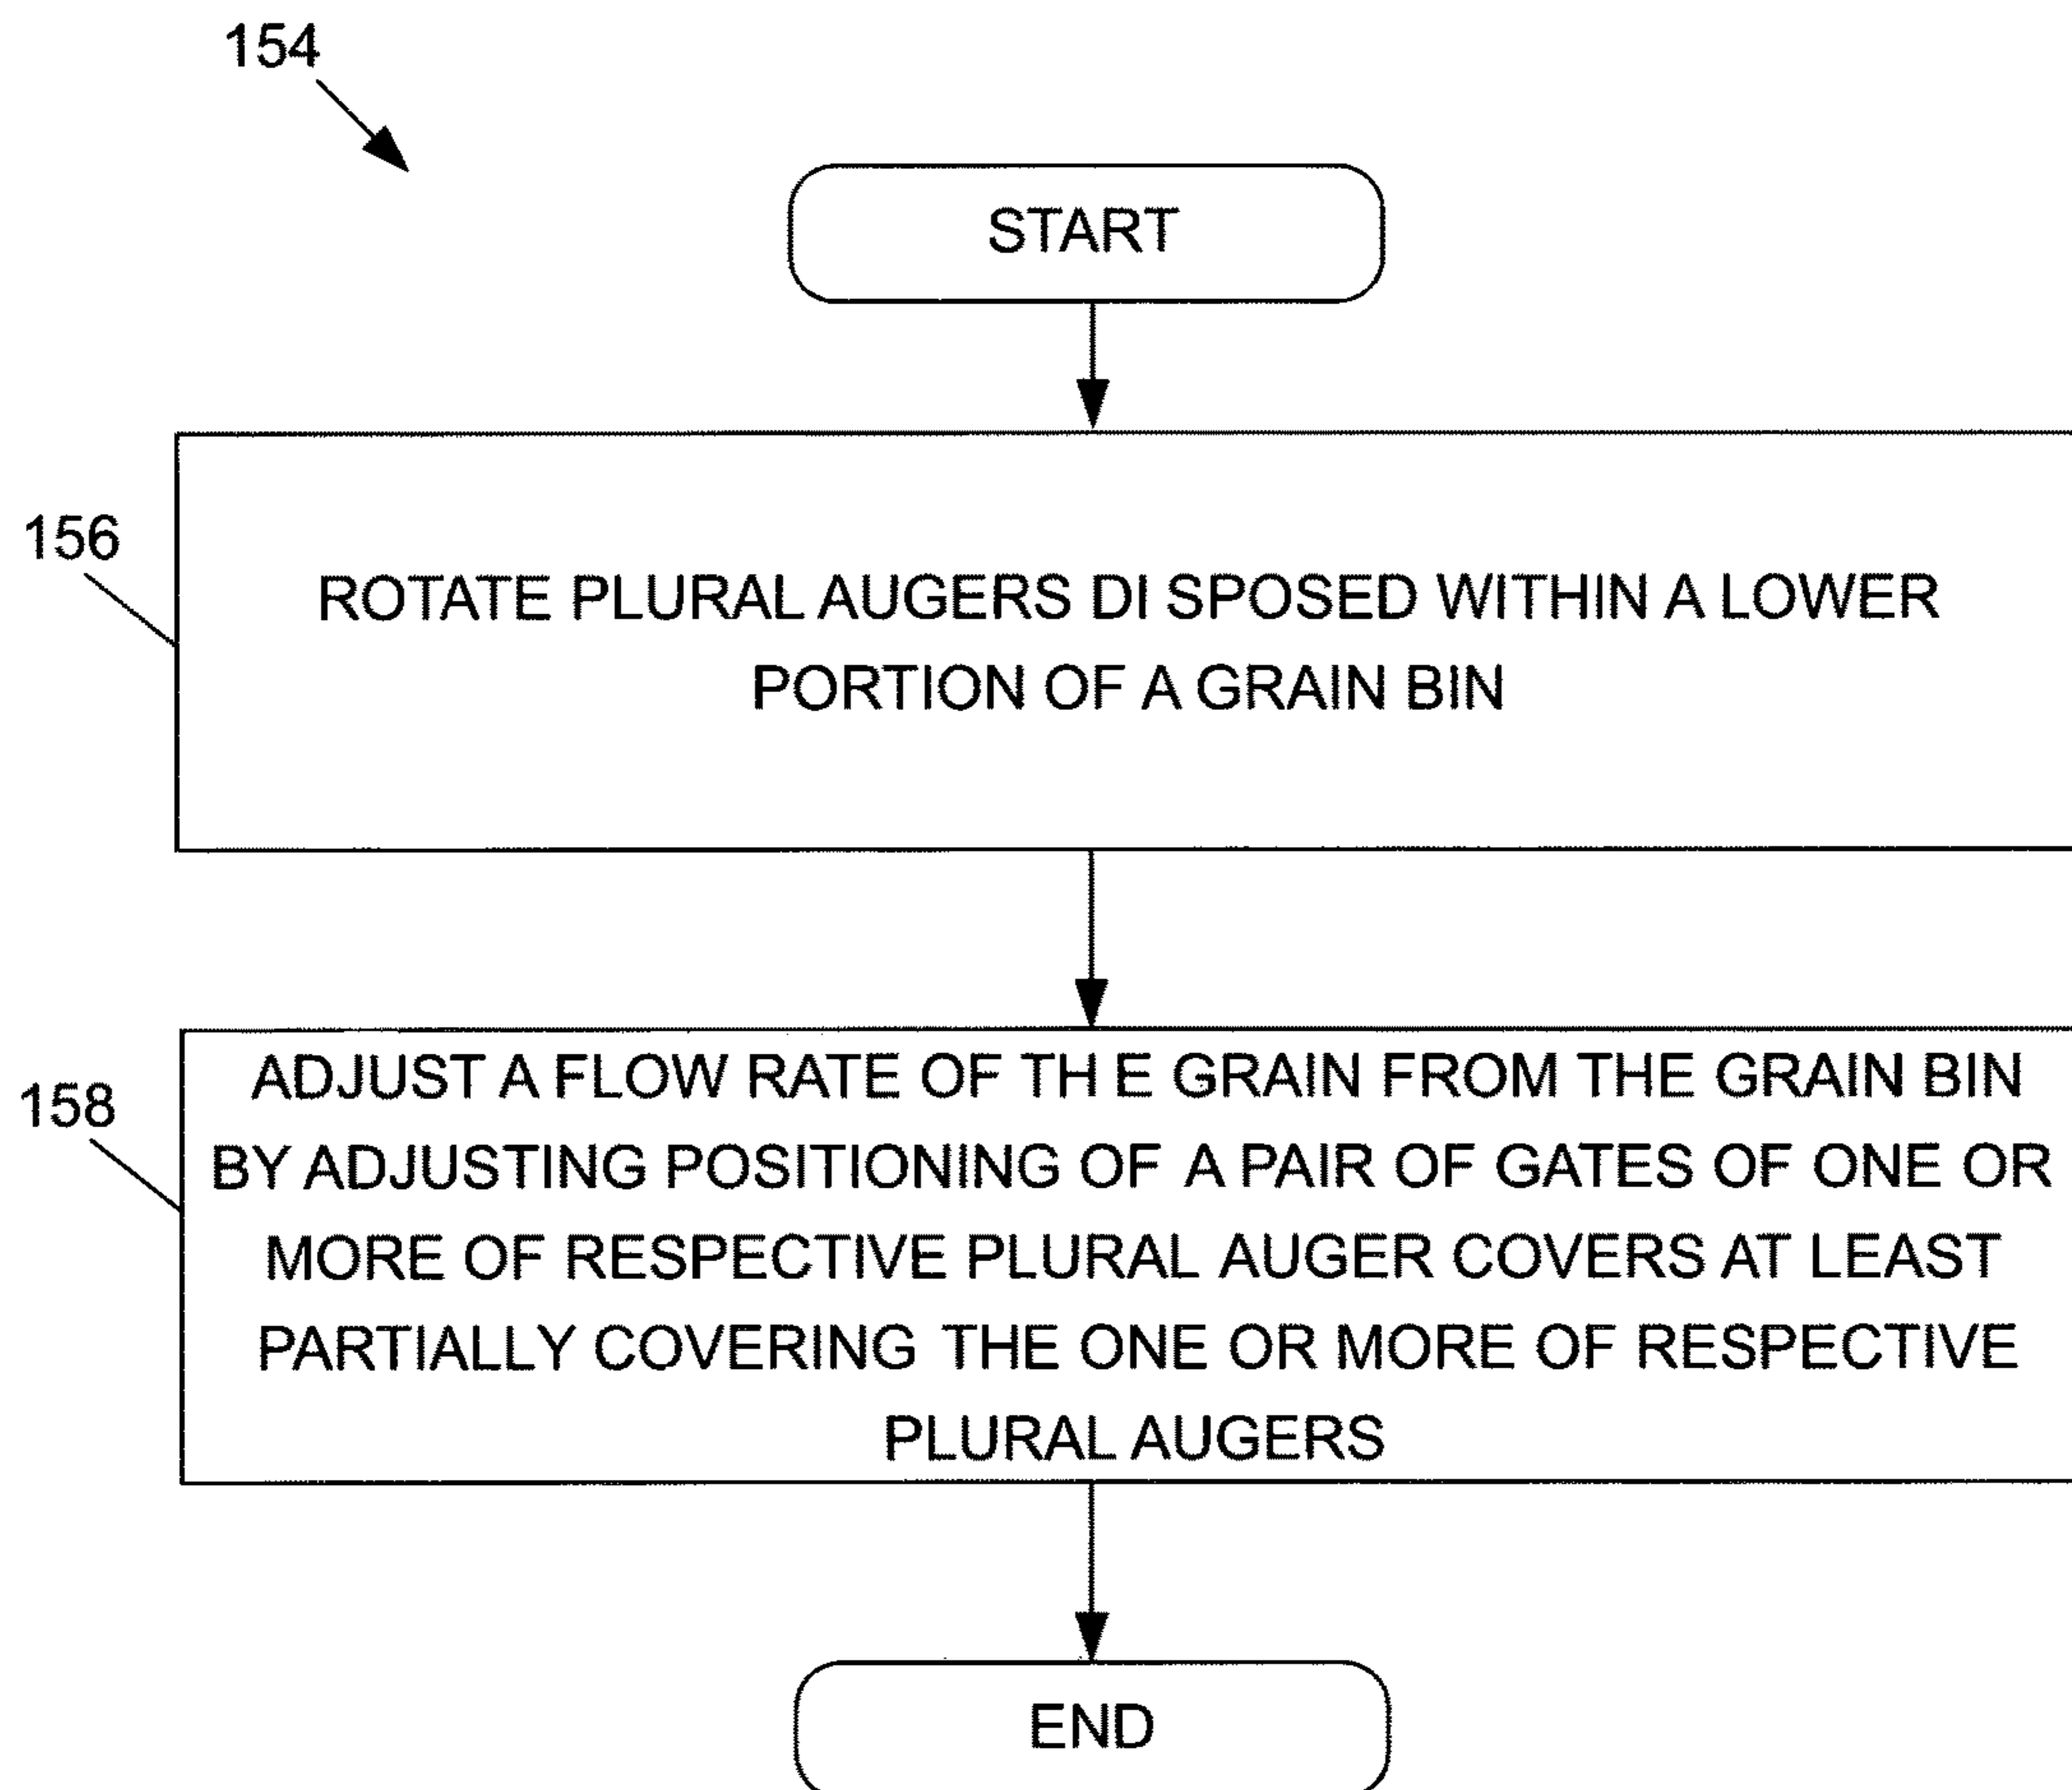 154
START
156
ROTATE PLURAL AUGERS DI SPOSED WITHIN A LOWER
PORTION OF A GRAIN BIN
158
ADJUST A FLOW RATE OF TH E GRAIN FROM THE GRAIN BIN
BY ADJUSTING POSITIONING OF A PAIR OF GATES OF ONE OR
MORE OF RESPECTIVE PLURAL AUGER COVERS AT LEAST
PARTIALLY COVERING THE ONE OR MORE OF RESPECTIVE
PLURAL AUGERS
END